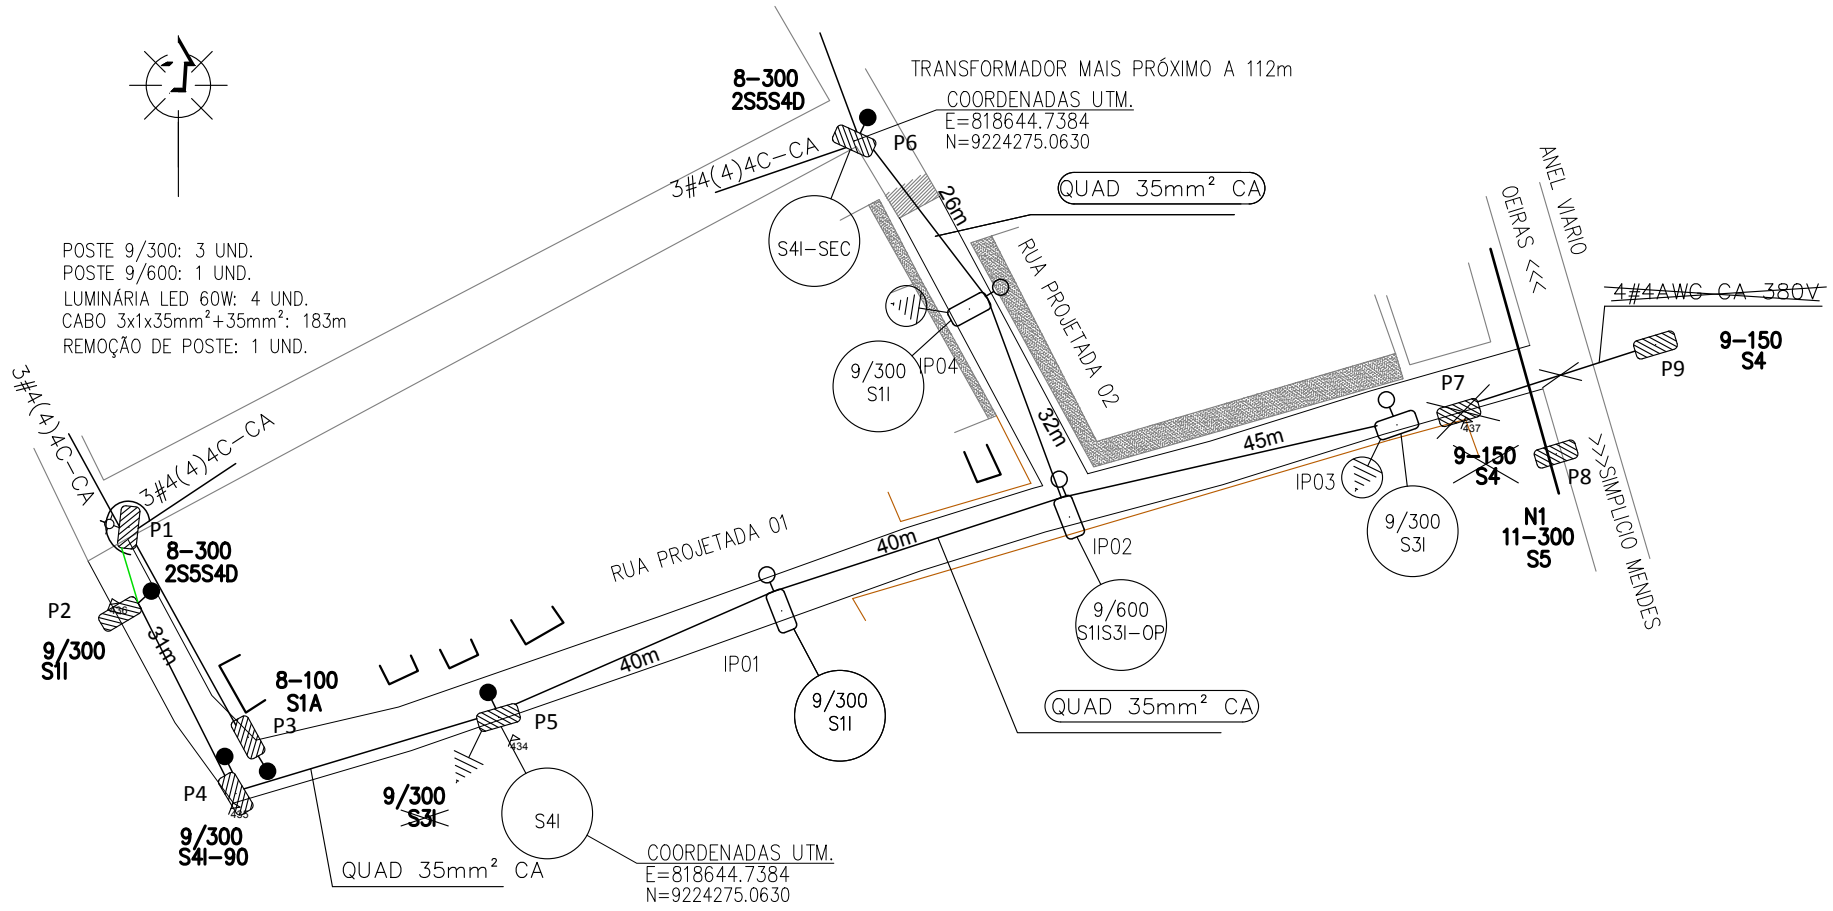 8-300
2S5S4D
TRANSFORMADOR MAIS PRÓXIMO A 112m
COORDENADAS UTM.
E=818644.7384
N=9224275.0630
P6
3#4(4)4C-CA
QUAD 35mm² CA
26m
S4I-SEC
ANEL VIARIO
OEIRAS <<<
RUA PROJETADA 02
POSTE 9/300: 3 UND.
POSTE 9/600: 1 UND.
LUMINÁRIA LED 60W: 4 UND.
CABO 3x1x35mm²+35mm²: 183m
REMOÇÃO DE POSTE: 1 UND.
4#4AWG CA 380V
9-150
S4
P9
9/300
S1I
IP04
P7
437
9-150
S4
P8
>>>SIMPLICIO MENDES
N1
11-300
S5
32m
45m
IP03
9/300
S3I
3#4(4)4C-CA
3#4(4)4C-CA
P1
8-300
2S5S4D
P2
436
9/300
S1I
31m
8-100
S1A
P3
RUA PROJETADA 01
40m
IP02
9/600
S1IS3I-OP
40m
IP01
9/300
S1I
QUAD 35mm² CA
P5
434
P4
435
9/300
S4I-90
9/300
S3I
S4I
QUAD 35mm² CA
COORDENADAS UTM.
E=818644.7384
N=9224275.0630